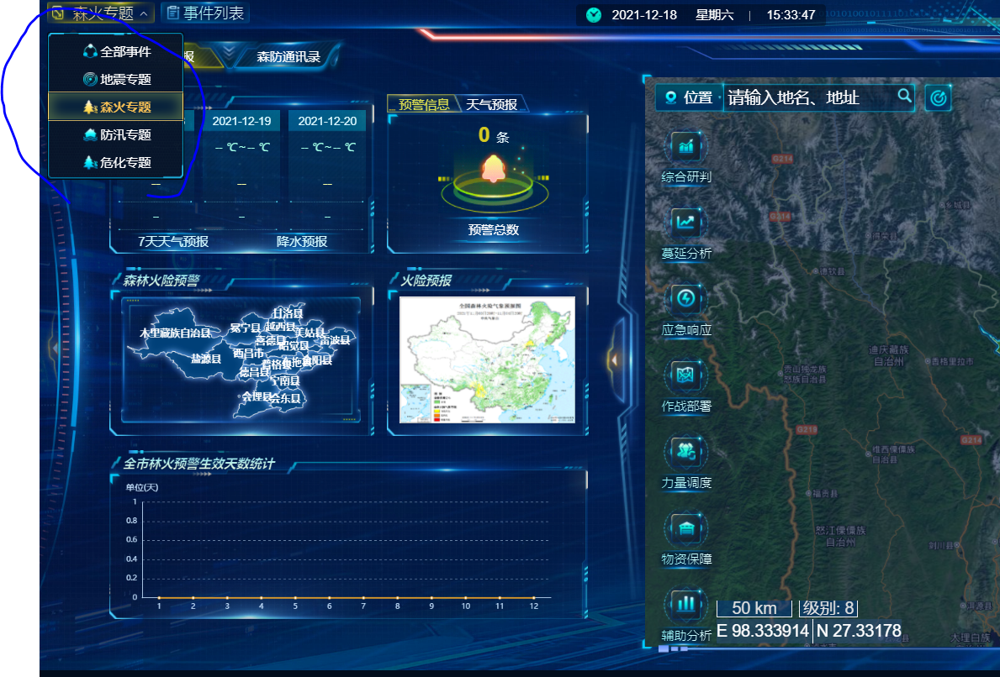 森火专题
事件列表
2021-12-18 星期六 | 15:33:47
全部事件
地震专题
森火专题
防汛专题
危化专题
报
森防通讯录
2021-12-19
2021-12-20
-- ℃~-- ℃
-- ℃~-- ℃
--
--
--
--
--
--
7天天气预报
降水预报
预警信息
天气预报
0 条
预警总数
位置
请输入地名、地址
综合研判
蔓延分析
应急响应
作战部署
力量调度
物资保障
辅助分析
G214
乡城县
G314
德钦县
迪庆藏族
自治州
香格里拉市
贡山独龙族
怒族自治县
G219
G214
维西傈僳族
自治县
福贡县
怒江傈僳族
自治州
剑川县
洱源县
大理白族
50 km
级别: 8
E 98.333914
N 27.33178
森林火险预警
甘洛县
木里藏族自治县
冕宁县
越西县
美姑县
喜德县
雷波县
昭觉县
西昌市
盐源县
普格县
金阳县
德昌县
宁南县
会理县
会东县
火险预报
全国森林火险气象预报图
全市林火预警生效天数统计
单位(天)
1
0.8
0.6
0.4
0.2
0
1 2 3 4 5 6 7 8 9 10 11 12